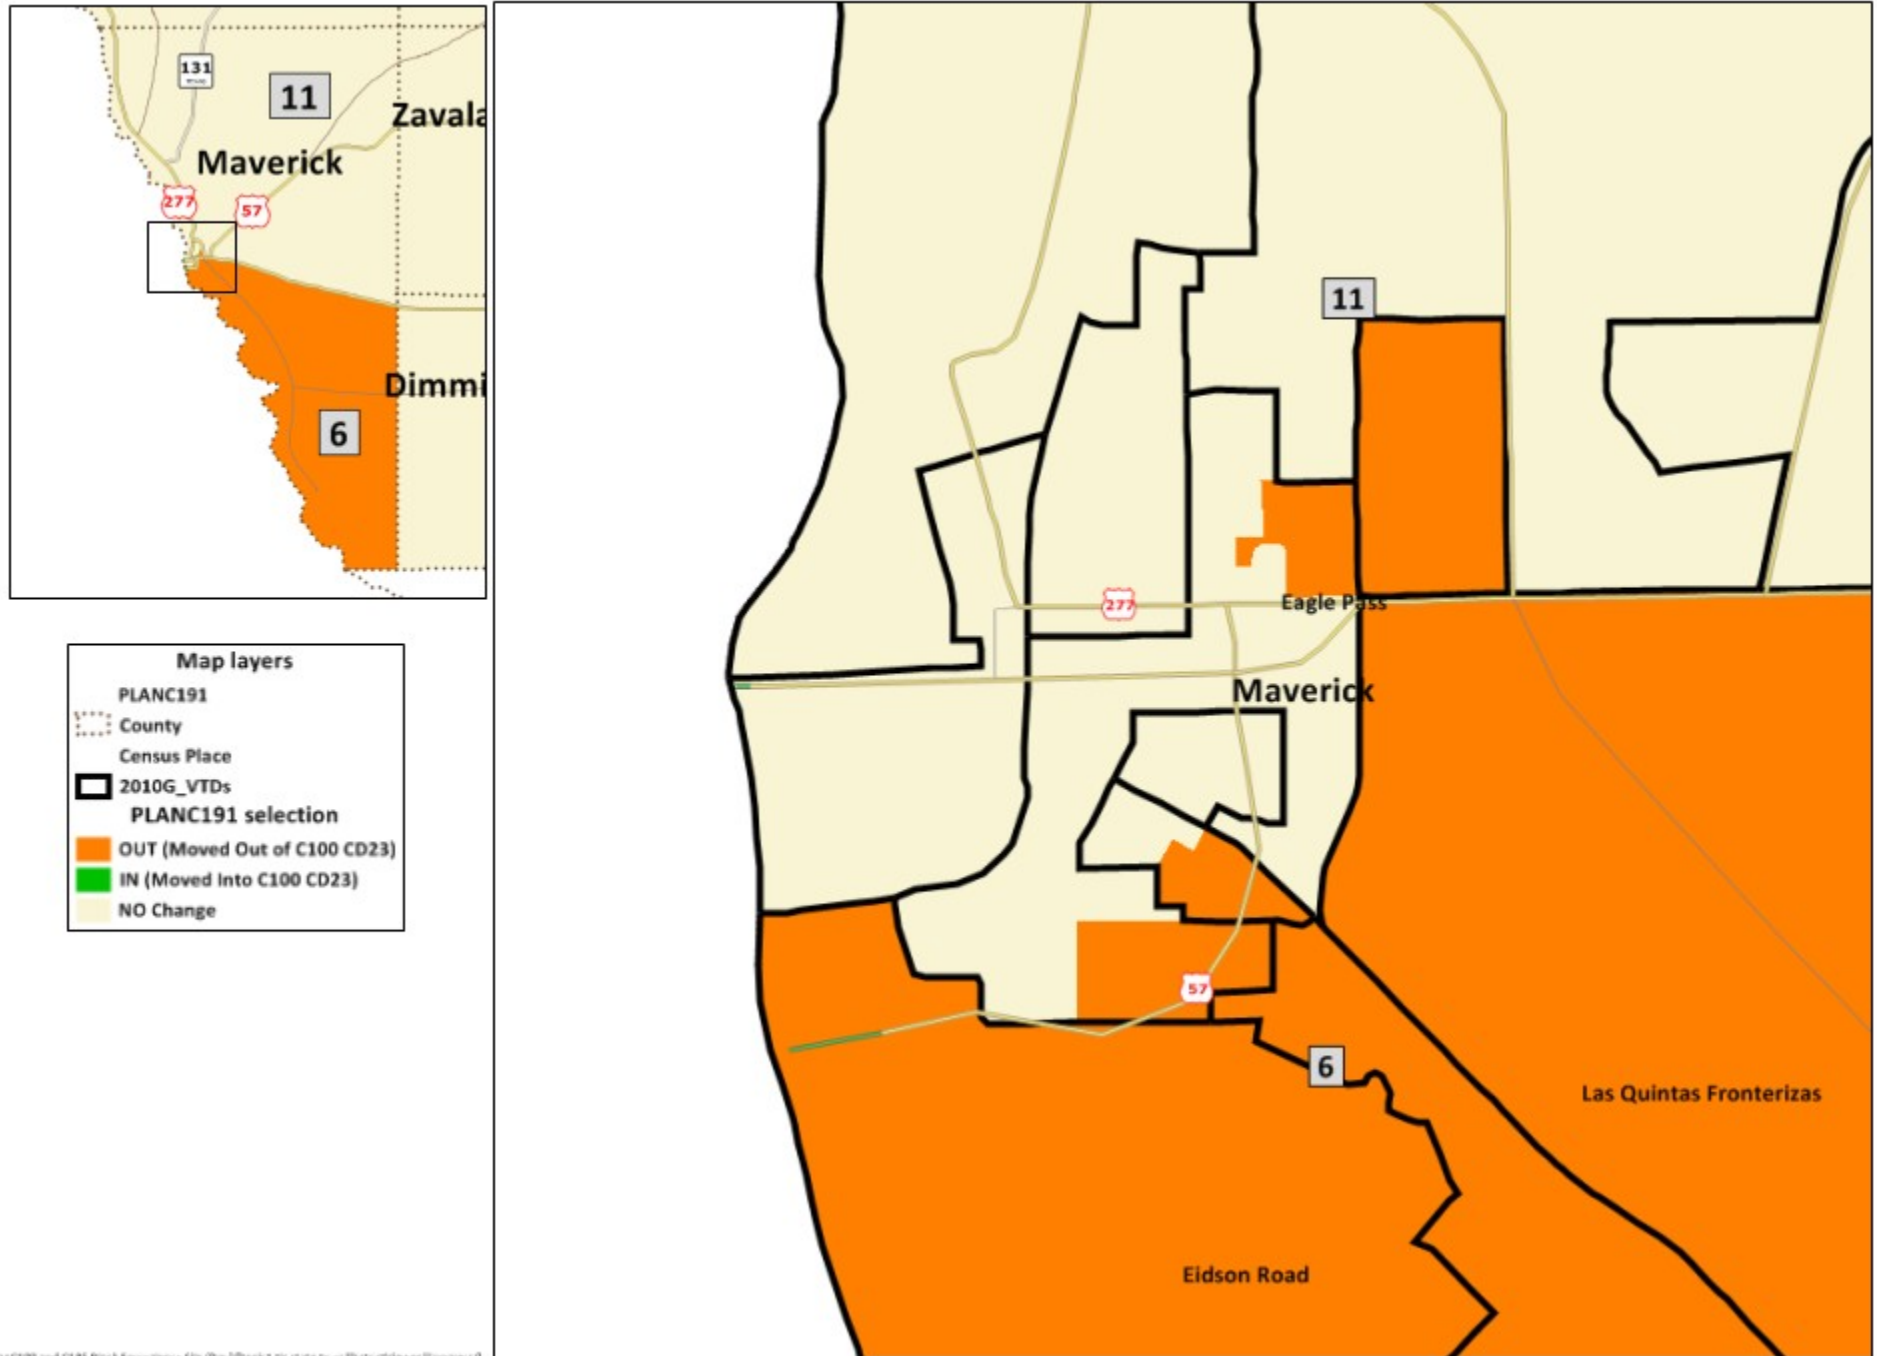 131
11
Zavala
Maverick
277
57
Dimmi
6
Map layers
PLANC191
County
Census Place
2010G_VTDs
PLANC191 selection
OUT (Moved Out of C100 CD23)
IN (Moved Into C100 CD23)
NO Change
11
277
Eagle Pass
Maverick
57
6
Las Quintas Fronterizas
Eidson Road